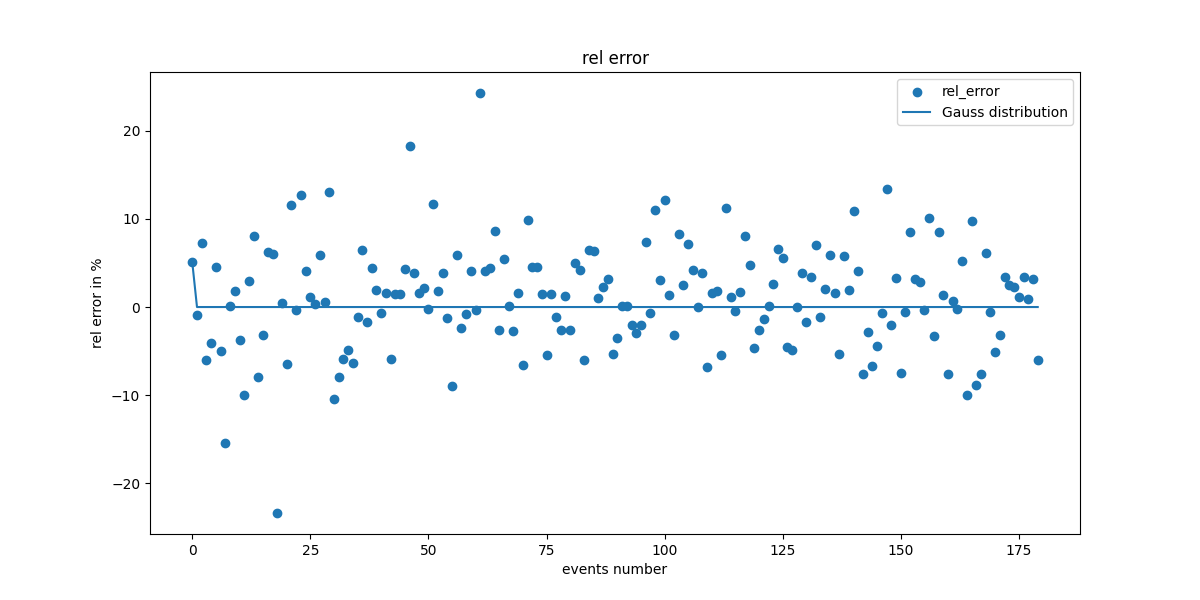 rel error
rel_error
Gauss distribution
rel error in %
20
10
0
−10
−20
0 25 50 75 100 125 150 175
events number